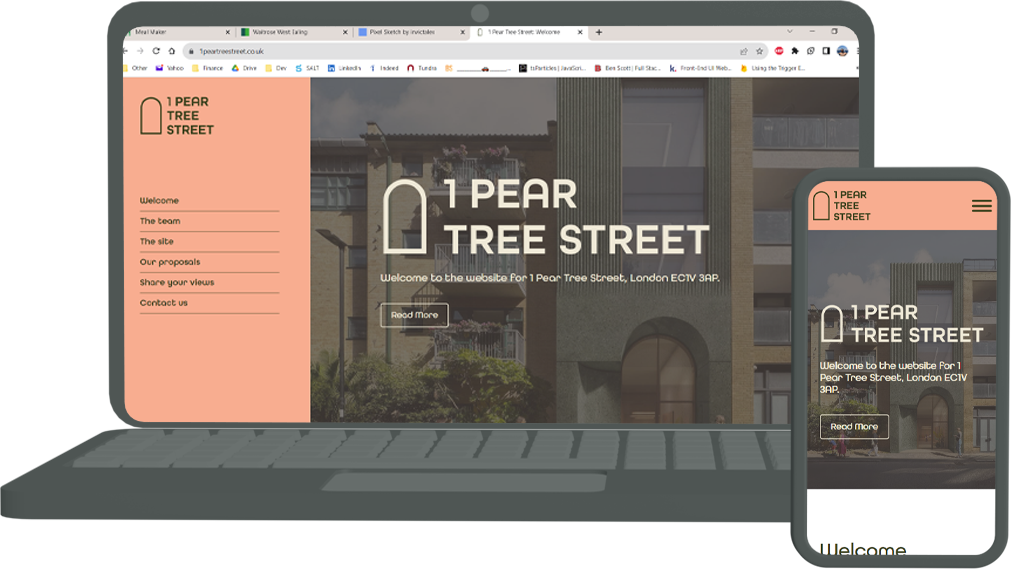 Meal Maker
Waitrose West Ealing
Pixel Sketch by invictalex
1 Pear Tree Street: Welcome
1peartreestreet.co.uk
Other
Yahoo
Finance
Drive
Dev
SALT
LinkedIn
Indeed
Tundra
tsParticles | JavaScri...
Ben Scott | Full Stac...
Front-End UI Web...
Using the Trigger E...
1 PEAR
TREE
STREET
Welcome
The team
The site
Our proposals
Share your views
Contact us
1 PEAR
TREE STREET
Welcome to the website for 1 Pear Tree Street, London EC1V 3AP.
Read More
1 PEAR
TREE
STREET
1 PEAR
TREE STREET
Welcome to the website for 1
Pear Tree Street, London EC1V
3AP.
Read More
Welcome